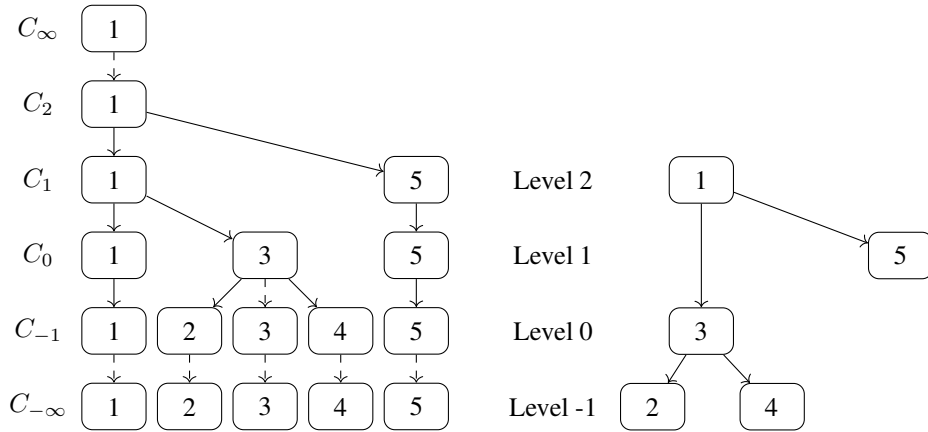 C∞ 1
C2 1
C1 1 5 Level 2 1
C0 1 3 5 Level 1 5
C−1 1 2 3 4 5 Level 0 3
C−∞ 1 2 3 4 5 Level -1 2 4